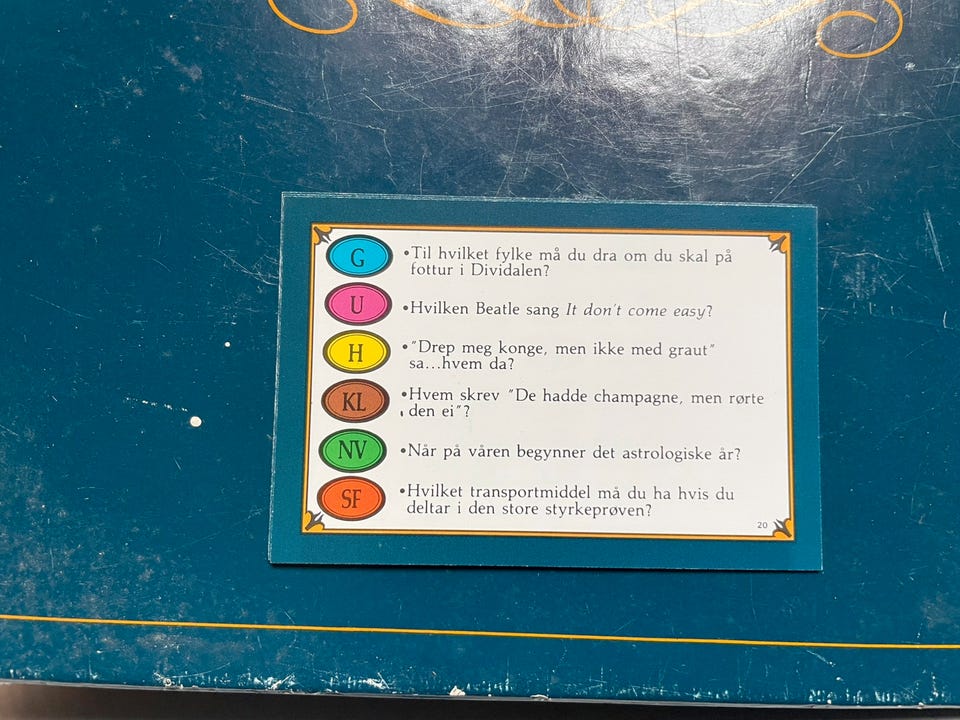 G
•Til hvilket fylke må du dra om du skal på
fottur i Dividalen?
U
•Hvilken Beatle sang It don't come easy?
H
•"Drep meg konge, men ikke med graut"
sa...hvem da?
KL
•Hvem skrev "De hadde champagne, men rørte
den ei"?
NV
•Når på våren begynner det astrologiske år?
SF
•Hvilket transportmiddel må du ha hvis du
deltar i den store styrkeprøven?
20